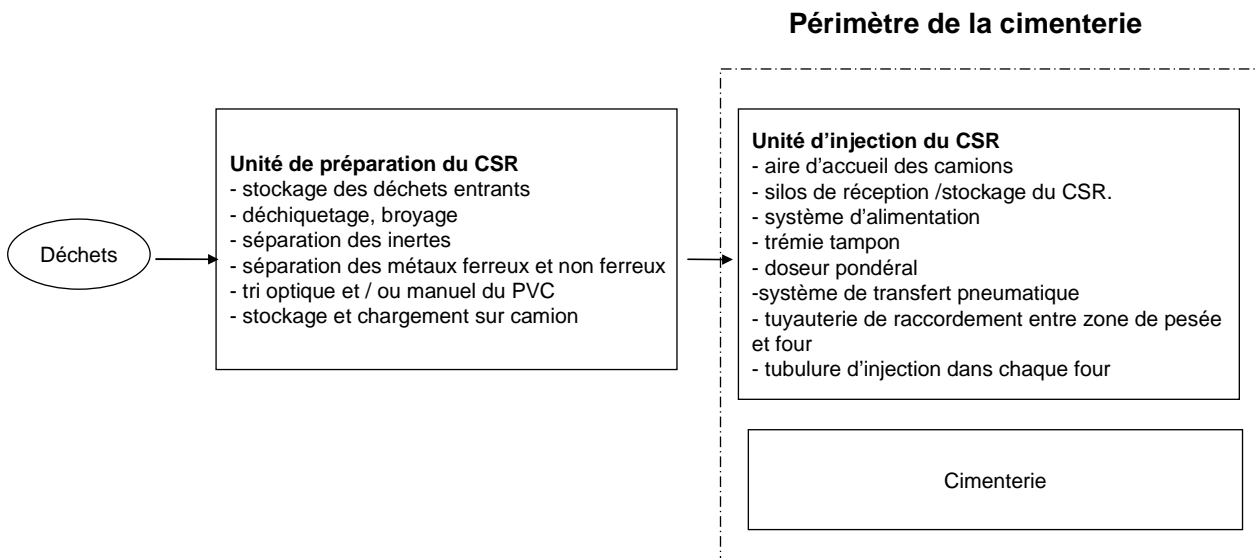 Périmètre de la cimenterie
Déchets
Unité de préparation du CSR
- stockage des déchets entrants
- déchiquetage, broyage
- séparation des inertes
- séparation des métaux ferreux et non ferreux
- tri optique et / ou manuel du PVC
- stockage et chargement sur camion
Unité d’injection du CSR
- aire d’accueil des camions
- silos de réception /stockage du CSR.
- système d’alimentation
- trémie tampon
- doseur pondéral
-système de transfert pneumatique
- tuyauterie de raccordement entre zone de pesée
et four
- tubulure d’injection dans chaque four
Cimenterie